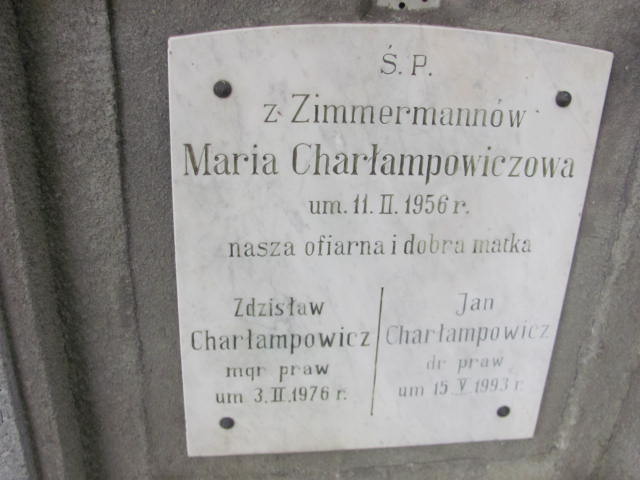 Ś. P.
z Zimmermannów
Maria Charłampowiczowa
um. 11. II. 1956 r.
nasza ofiarna i dobra matka
Zdzisław
Charłampowicz
mgr praw
um 3. II. 1976 r.
Jan
Charłampowicz
dr praw
um 15 V 1993 r.